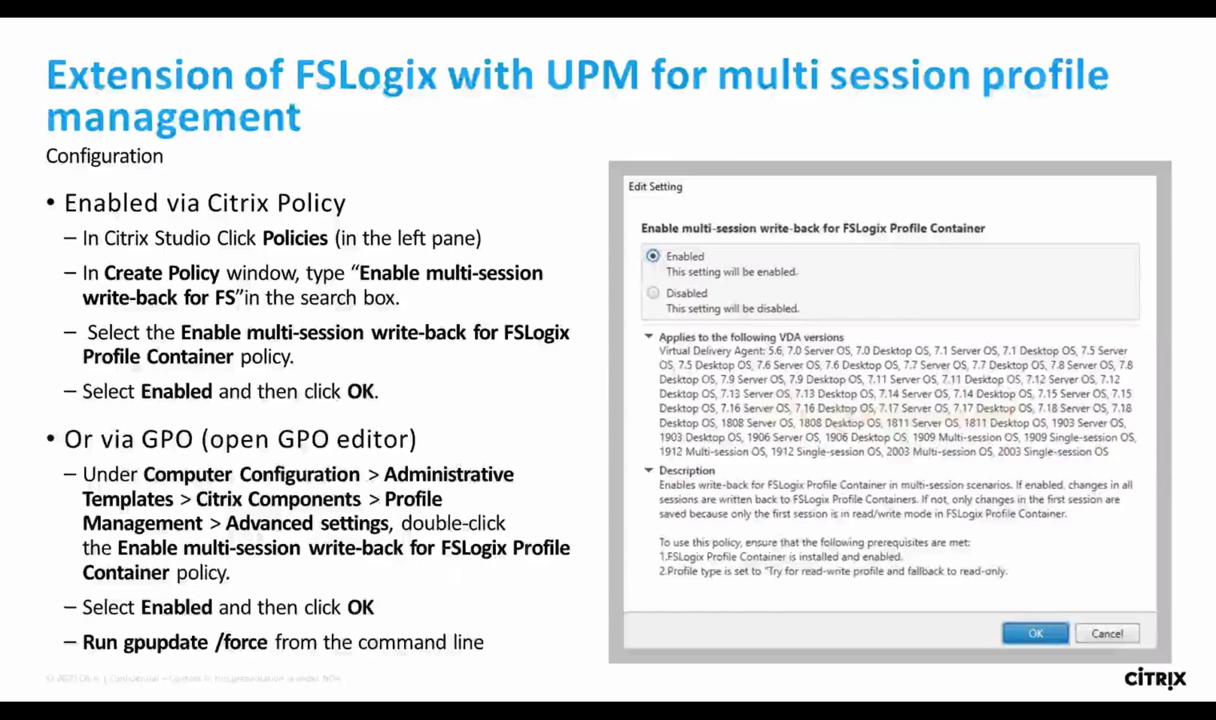 Extension of FSLogix with UPM for multi session profile
management
Configuration
• Enabled via Citrix Policy
– In Citrix Studio Click Policies (in the left pane)
– In Create Policy window, type “Enable multi-session
write-back for FS”in the search box.
– Select the Enable multi-session write-back for FSLogix
Profile Container policy.
– Select Enabled and then click OK.
• Or via GPO (open GPO editor)
– Under Computer Configuration > Administrative
Templates > Citrix Components > Profile
Management > Advanced settings, double-click
the Enable multi-session write-back for FSLogix Profile
Container policy.
– Select Enabled and then click OK
– Run gpupdate /force from the command line
Edit Setting
Enable multi-session write-back for FSLogix Profile Container
Enabled
This setting will be enabled.
Disabled
This setting will be disabled.
Applies to the following VDA versions
Virtual Delivery Agent: 5.6, 7.0 Server OS, 7.0 Desktop OS, 7.1 Server OS, 7.1 Desktop OS, 7.5 Server
OS, 7.5 Desktop OS, 7.6 Server OS, 7.6 Desktop OS, 7.7 Server OS, 7.7 Desktop OS, 7.8 Server OS, 7.8
Desktop OS, 7.9 Server OS, 7.9 Desktop OS, 7.11 Server OS, 7.11 Desktop OS, 7.12 Server OS, 7.12
Desktop OS, 7.13 Server OS, 7.13 Desktop OS, 7.14 Server OS, 7.14 Desktop OS, 7.15 Server OS, 7.15
Desktop OS, 7.16 Server OS, 7.16 Desktop OS, 7.17 Server OS, 7.17 Desktop OS, 7.18 Server OS, 7.18
Desktop OS, 1808 Server OS, 1808 Desktop OS, 1811 Server OS, 1811 Desktop OS, 1903 Server OS,
1903 Desktop OS, 1906 Server OS, 1906 Desktop OS, 1909 Multi-session OS, 1909 Single-session OS,
1912 Multi-session OS, 1912 Single-session OS, 2003 Multi-session OS, 2003 Single-session OS
Description
Enables write-back for FSLogix Profile Container in multi-session scenarios. If enabled, changes in all
sessions are written back to FSLogix Profile Containers. If not, only changes in the first session are
saved because only the first session is in read/write mode in FSLogix Profile Container.
To use this policy, ensure that the following prerequisites are met:
1.FSLogix Profile Container is installed and enabled.
2.Profile type is set to "Try for read-write profile and fallback to read-only.
OK
Cancel
citrix